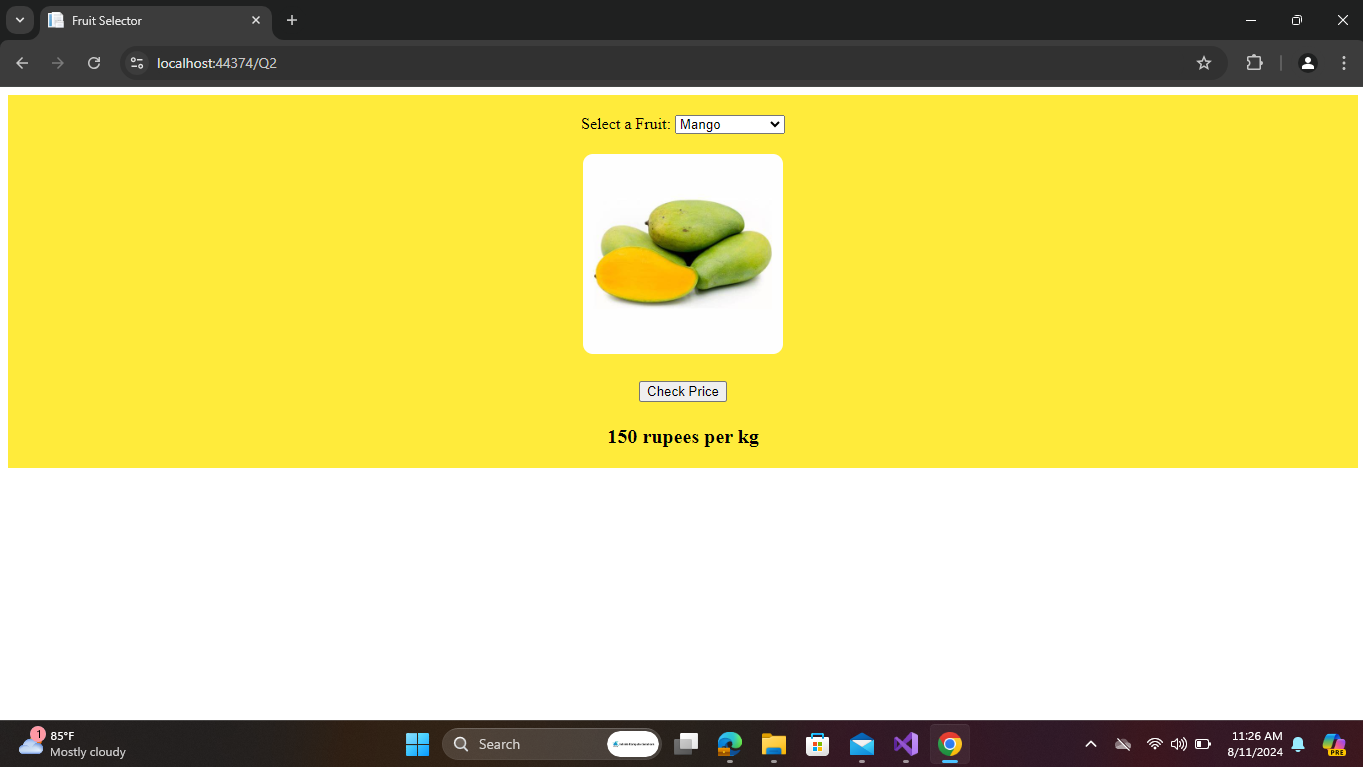 Fruit Selector
localhost:44374/Q2
Select a Fruit: Mango
Check Price
150 rupees per kg
1
85°F
Mostly cloudy
Search
PRE
11:26 AM
8/11/2024